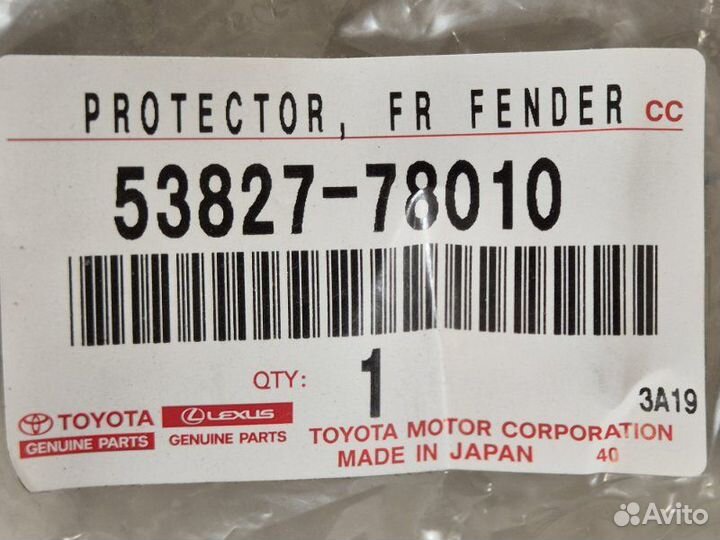 PROTECTOR, FR FENDER CC
53827-78010
QTY: 1
3A19
TOYOTA LEXUS
GENUINE PARTS GENUINE PARTS
TOYOTA MOTOR CORPORATION
MADE IN JAPAN 40
Avito